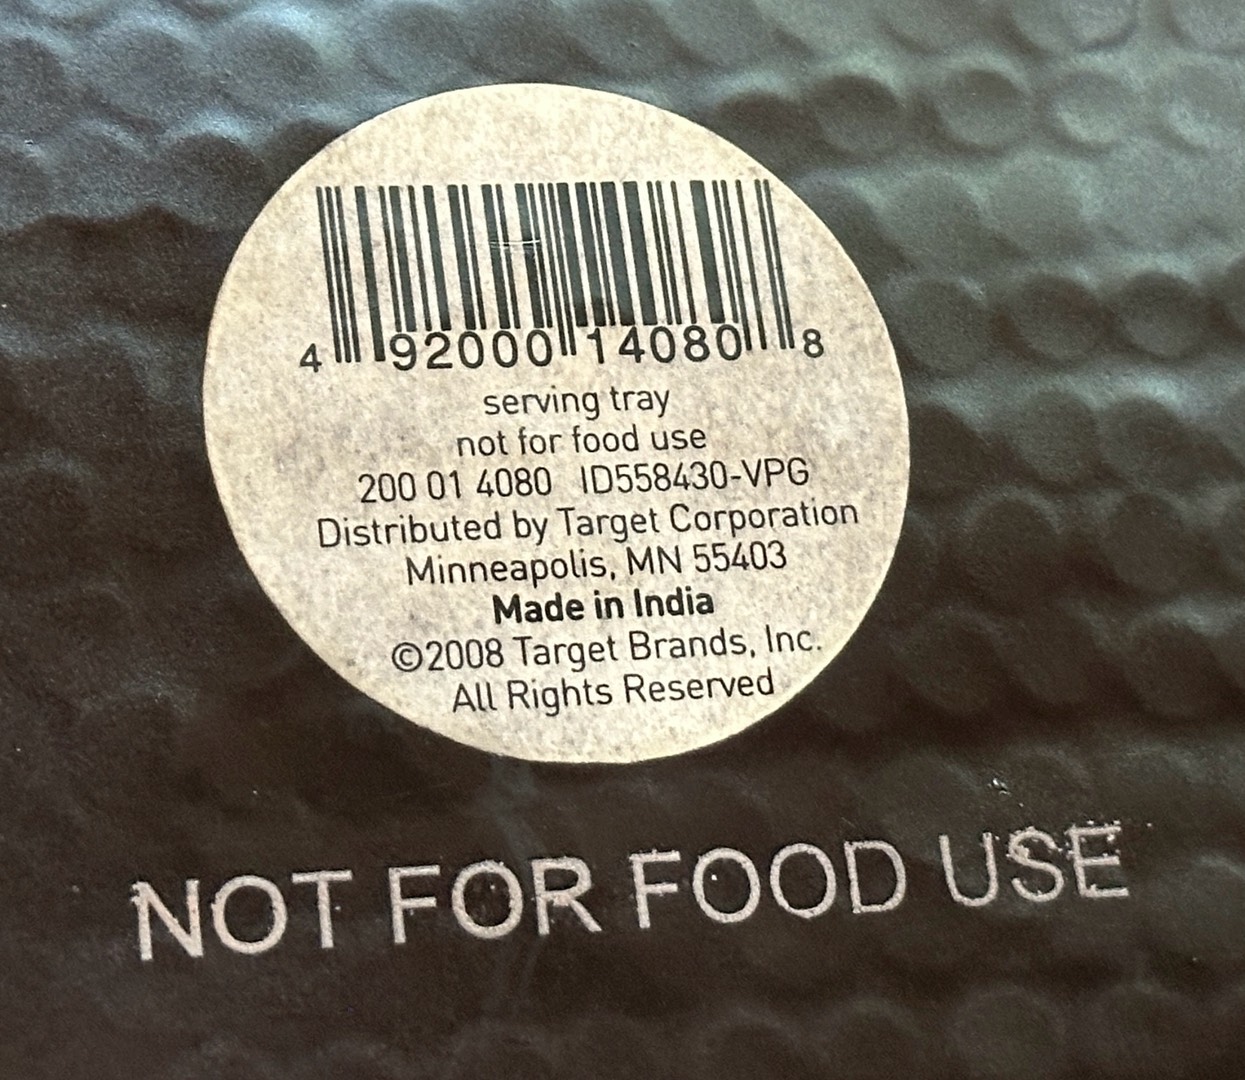 4 92000 14080 8
serving tray
not for food use
200 01 4080 ID558430-VPG
Distributed by Target Corporation
Minneapolis, MN 55403
Made in India
©2008 Target Brands, Inc.
All Rights Reserved
NOT FOR FOOD USE